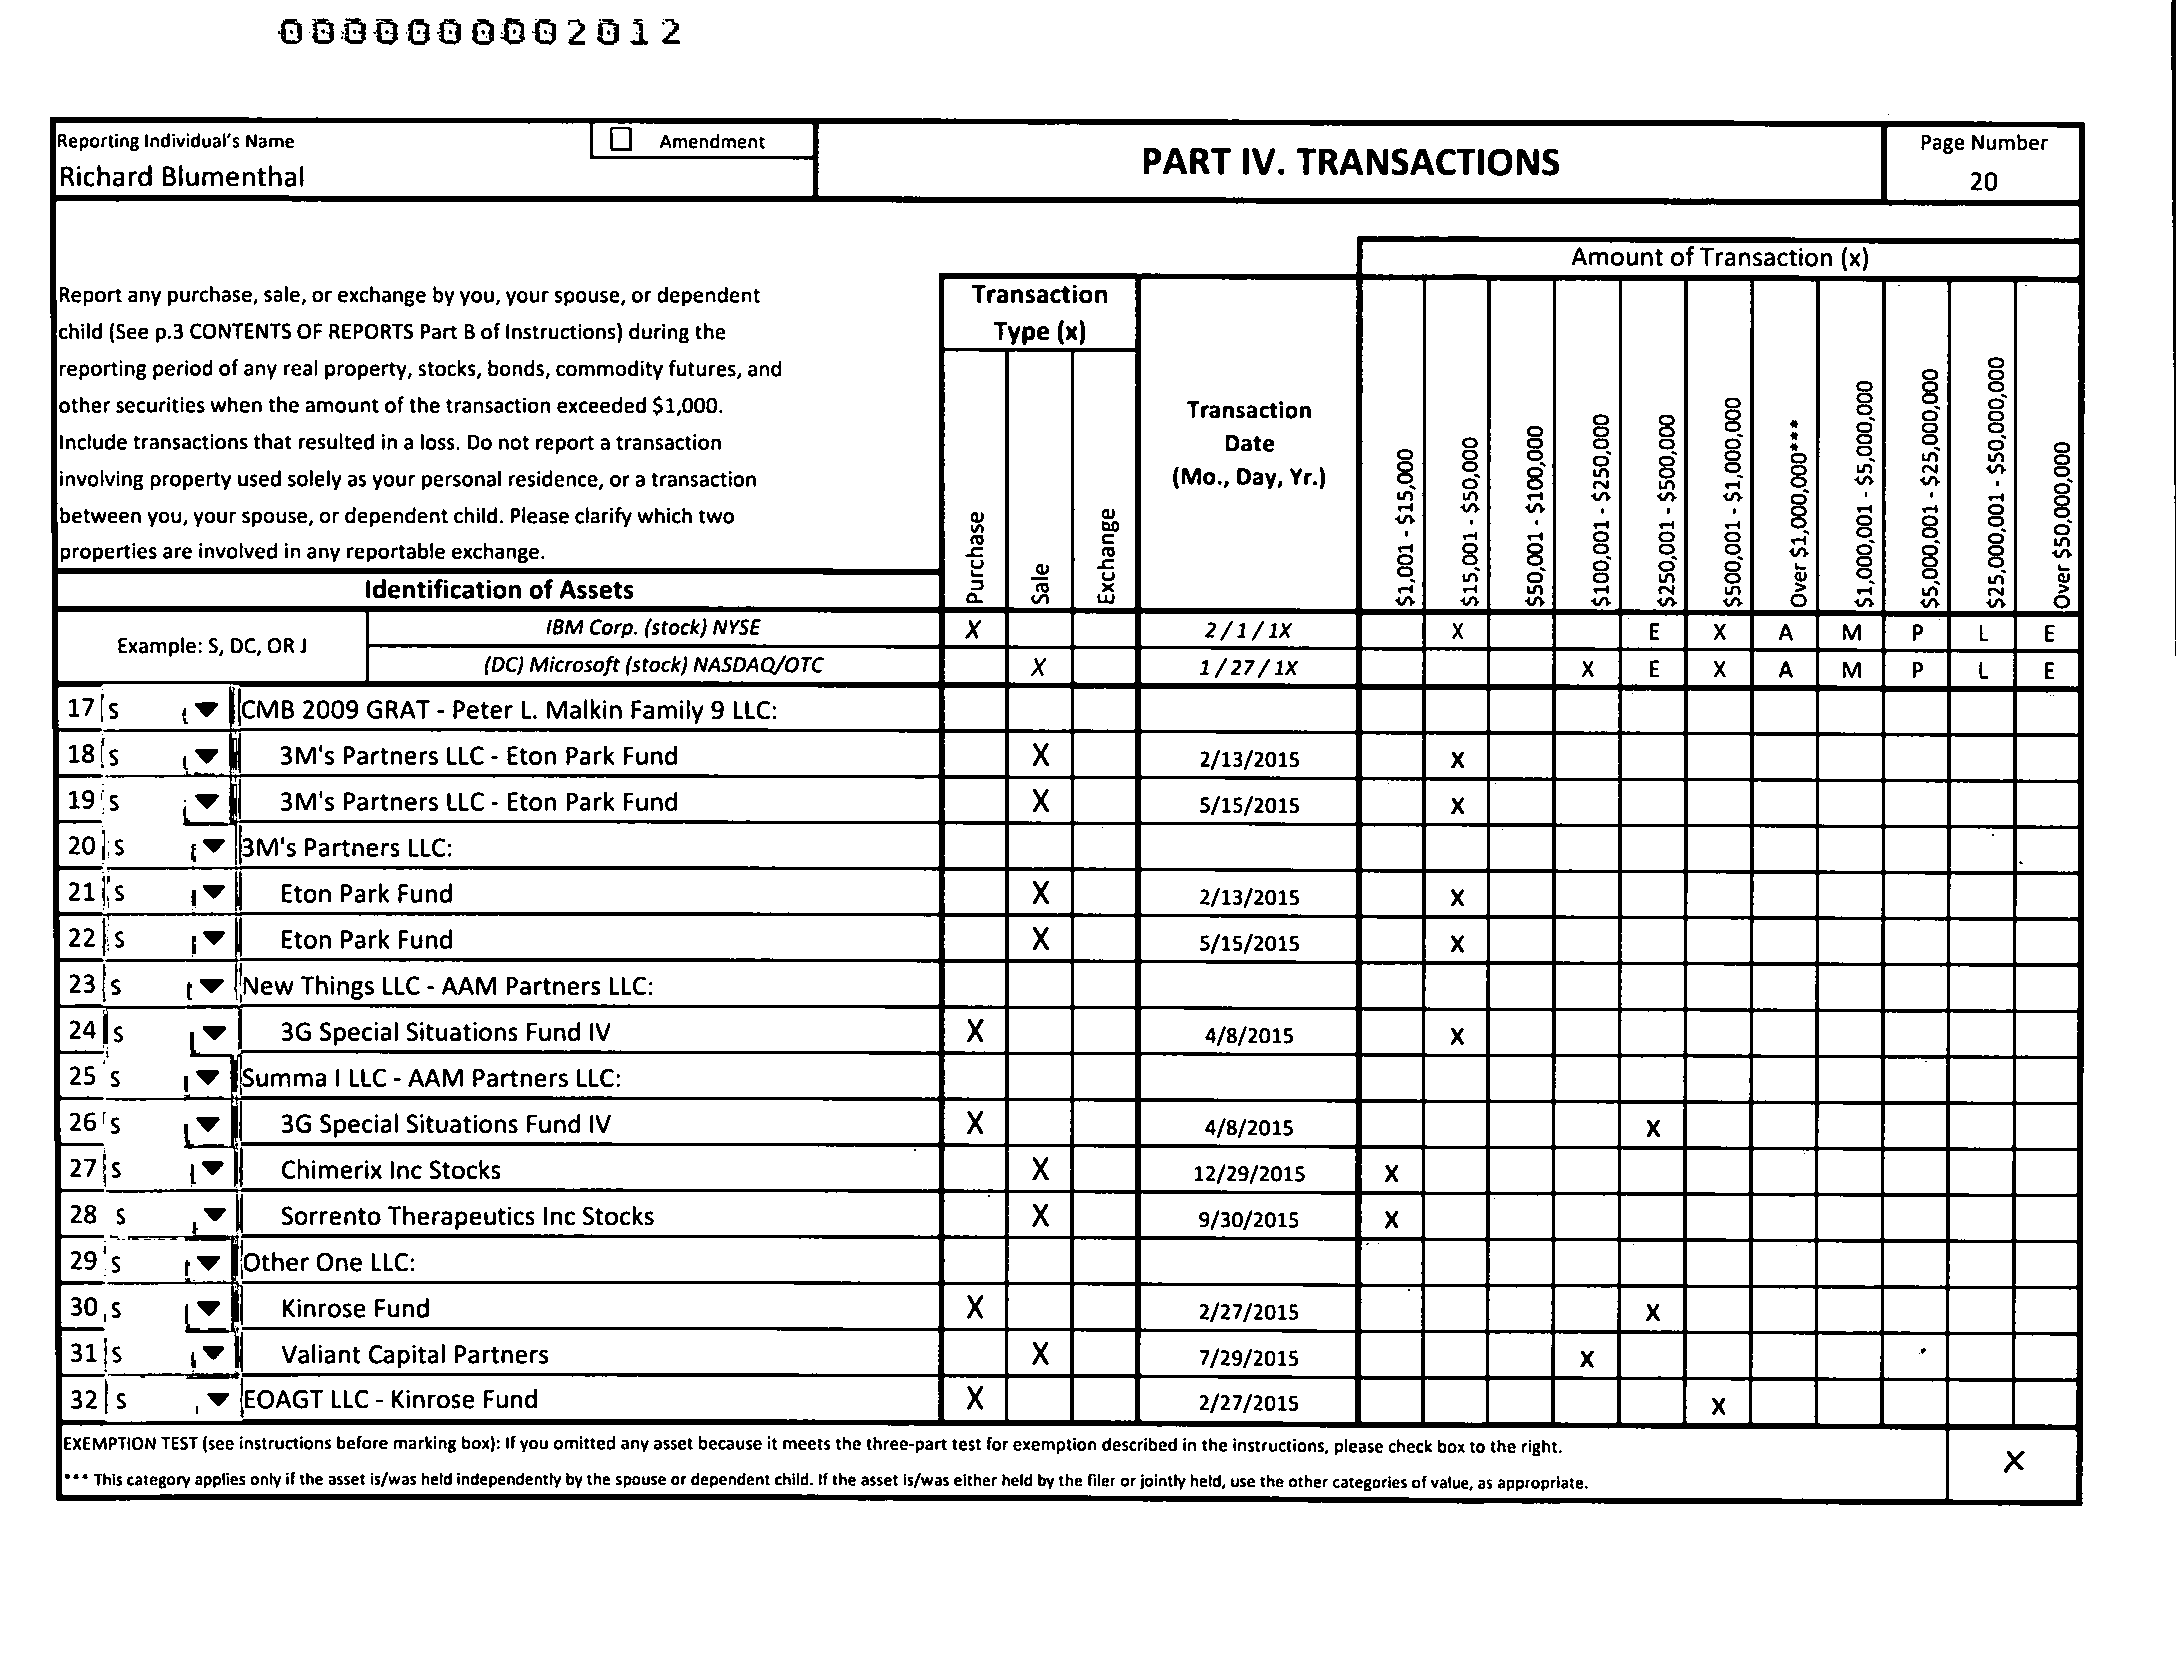 0000000002012
Reporting Individual's Name
☐ Amendment
Richard Blumenthal
PART IV. TRANSACTIONS
Page Number
20
Report any purchase, sale, or exchange by you, your spouse, or dependent
child (See p.3 CONTENTS OF REPORTS Part B of Instructions) during the
reporting period of any real property, stocks, bonds, commodity futures, and
other securities when the amount of the transaction exceeded $1,000.
Include transactions that resulted in a loss. Do not report a transaction
involving property used solely as your personal residence, or a transaction
between you, your spouse, or dependent child. Please clarify which two
properties are involved in any reportable exchange.
Identification of Assets
Transaction
Type (x)
Purchase
Sale
Exchange
Transaction
Date
(Mo., Day, Yr.)
Amount of Transaction (x)
$1,001 - $15,000
$15,001 - $50,000
$50,001 - $100,000
$100,001 - $250,000
$250,001 - $500,000
$500,001 - $1,000,000
Over $1,000,000***
$1,000,001 - $5,000,000
$5,000,001 - $25,000,000
$25,000,001 - $50,000,000
Over $50,000,000
Example: S, DC, OR J
IBM Corp. (stock) NYSE X 2/1/1X X E X A M P L E
(DC) Microsoft (stock) NASDAQ/OTC X 1/27/1X X E X A M P L E
17 S CMB 2009 GRAT - Peter L. Malkin Family 9 LLC:
18 S 3M's Partners LLC - Eton Park Fund X 2/13/2015 X
19 S 3M's Partners LLC - Eton Park Fund X 5/15/2015 X
20 S 3M's Partners LLC:
21 S Eton Park Fund X 2/13/2015 X
22 S Eton Park Fund X 5/15/2015 X
23 S New Things LLC - AAM Partners LLC:
24 S 3G Special Situations Fund IV X 4/8/2015 X
25 S Summa I LLC - AAM Partners LLC:
26 S 3G Special Situations Fund IV X 4/8/2015 X
27 S Chimerix Inc Stocks X 12/29/2015 X
28 S Sorrento Therapeutics Inc Stocks X 9/30/2015 X
29 S Other One LLC:
30 S Kinrose Fund X 2/27/2015 X
31 S Valiant Capital Partners X 7/29/2015 X
32 S EOAGT LLC - Kinrose Fund X 2/27/2015 X
EXEMPTION TEST (see instructions before marking box): If you omitted any asset because it meets the three-part test for exemption described in the instructions, please check box to the right.
X
*** This category applies only if the asset is/was held independently by the spouse or dependent child. If the asset is/was either held by the filer or jointly held, use the other categories of value, as appropriate.